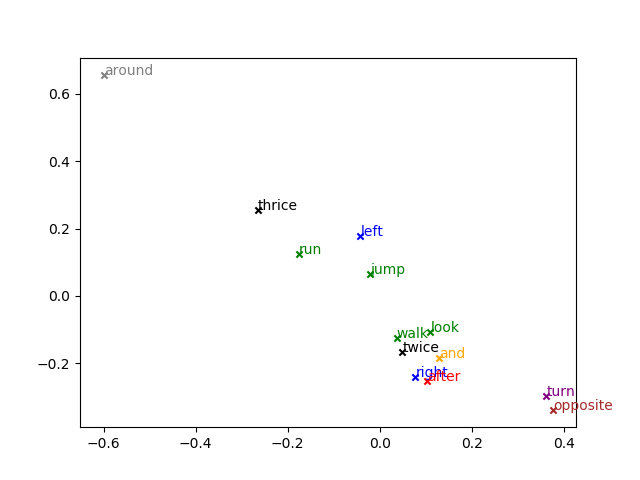 around
0.6
thrice
0.4
left
run
0.2
jump
0.0
look
walk
twice
and
−0.2
right
after
turn
opposite
−0.6
−0.4
−0.2
0.0
0.2
0.4